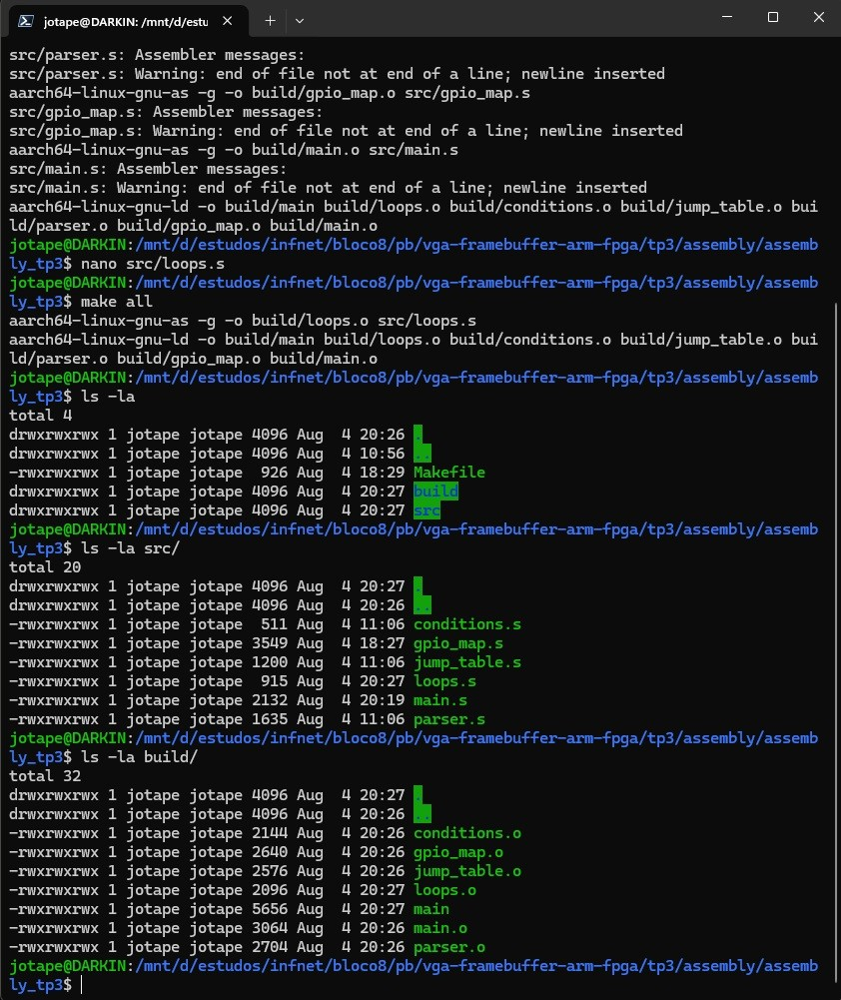 jotape@DARKIN: /mnt/d/estu
src/parser.s: Assembler messages:
src/parser.s: Warning: end of file not at end of a line; newline inserted
aarch64-linux-gnu-as -g -o build/gpio_map.o src/gpio_map.s
src/gpio_map.s: Assembler messages:
src/gpio_map.s: Warning: end of file not at end of a line; newline inserted
aarch64-linux-gnu-as -g -o build/main.o src/main.s
src/main.s: Assembler messages:
src/main.s: Warning: end of file not at end of a line; newline inserted
aarch64-linux-gnu-ld -o build/main build/loops.o build/conditions.o build/jump_table.o bui
ld/parser.o build/gpio_map.o build/main.o
jotape@DARKIN:/mnt/d/estudos/infnet/bloco8/pb/vga-framebuffer-arm-fpga/tp3/assembly/assemb
ly_tp3$ nano src/loops.s
jotape@DARKIN:/mnt/d/estudos/infnet/bloco8/pb/vga-framebuffer-arm-fpga/tp3/assembly/assemb
ly_tp3$ make all
aarch64-linux-gnu-as -g -o build/loops.o src/loops.s
aarch64-linux-gnu-ld -o build/main build/loops.o build/conditions.o build/jump_table.o bui
ld/parser.o build/gpio_map.o build/main.o
jotape@DARKIN:/mnt/d/estudos/infnet/bloco8/pb/vga-framebuffer-arm-fpga/tp3/assembly/assemb
ly_tp3$ ls -la
total 4
drwxrwxrwx 1 jotape jotape 4096 Aug  4 20:26 .
drwxrwxrwx 1 jotape jotape 4096 Aug  4 10:56 ..
-rwxrwxrwx 1 jotape jotape  926 Aug  4 18:29 Makefile
drwxrwxrwx 1 jotape jotape 4096 Aug  4 20:27 build
drwxrwxrwx 1 jotape jotape 4096 Aug  4 20:27 src
jotape@DARKIN:/mnt/d/estudos/infnet/bloco8/pb/vga-framebuffer-arm-fpga/tp3/assembly/assemb
ly_tp3$ ls -la src/
total 20
drwxrwxrwx 1 jotape jotape 4096 Aug  4 20:27 .
drwxrwxrwx 1 jotape jotape 4096 Aug  4 20:26 ..
-rwxrwxrwx 1 jotape jotape  511 Aug  4 11:06 conditions.s
-rwxrwxrwx 1 jotape jotape 3549 Aug  4 18:27 gpio_map.s
-rwxrwxrwx 1 jotape jotape 1200 Aug  4 11:06 jump_table.s
-rwxrwxrwx 1 jotape jotape  915 Aug  4 20:27 loops.s
-rwxrwxrwx 1 jotape jotape 2132 Aug  4 20:19 main.s
-rwxrwxrwx 1 jotape jotape 1635 Aug  4 11:06 parser.s
jotape@DARKIN:/mnt/d/estudos/infnet/bloco8/pb/vga-framebuffer-arm-fpga/tp3/assembly/assemb
ly_tp3$ ls -la build/
total 32
drwxrwxrwx 1 jotape jotape 4096 Aug  4 20:27 .
drwxrwxrwx 1 jotape jotape 4096 Aug  4 20:26 ..
-rwxrwxrwx 1 jotape jotape 2144 Aug  4 20:26 conditions.o
-rwxrwxrwx 1 jotape jotape 2640 Aug  4 20:26 gpio_map.o
-rwxrwxrwx 1 jotape jotape 2576 Aug  4 20:26 jump_table.o
-rwxrwxrwx 1 jotape jotape 2096 Aug  4 20:27 loops.o
-rwxrwxrwx 1 jotape jotape 5656 Aug  4 20:27 main
-rwxrwxrwx 1 jotape jotape 3064 Aug  4 20:26 main.o
-rwxrwxrwx 1 jotape jotape 2704 Aug  4 20:26 parser.o
jotape@DARKIN:/mnt/d/estudos/infnet/bloco8/pb/vga-framebuffer-arm-fpga/tp3/assembly/assemb
ly_tp3$